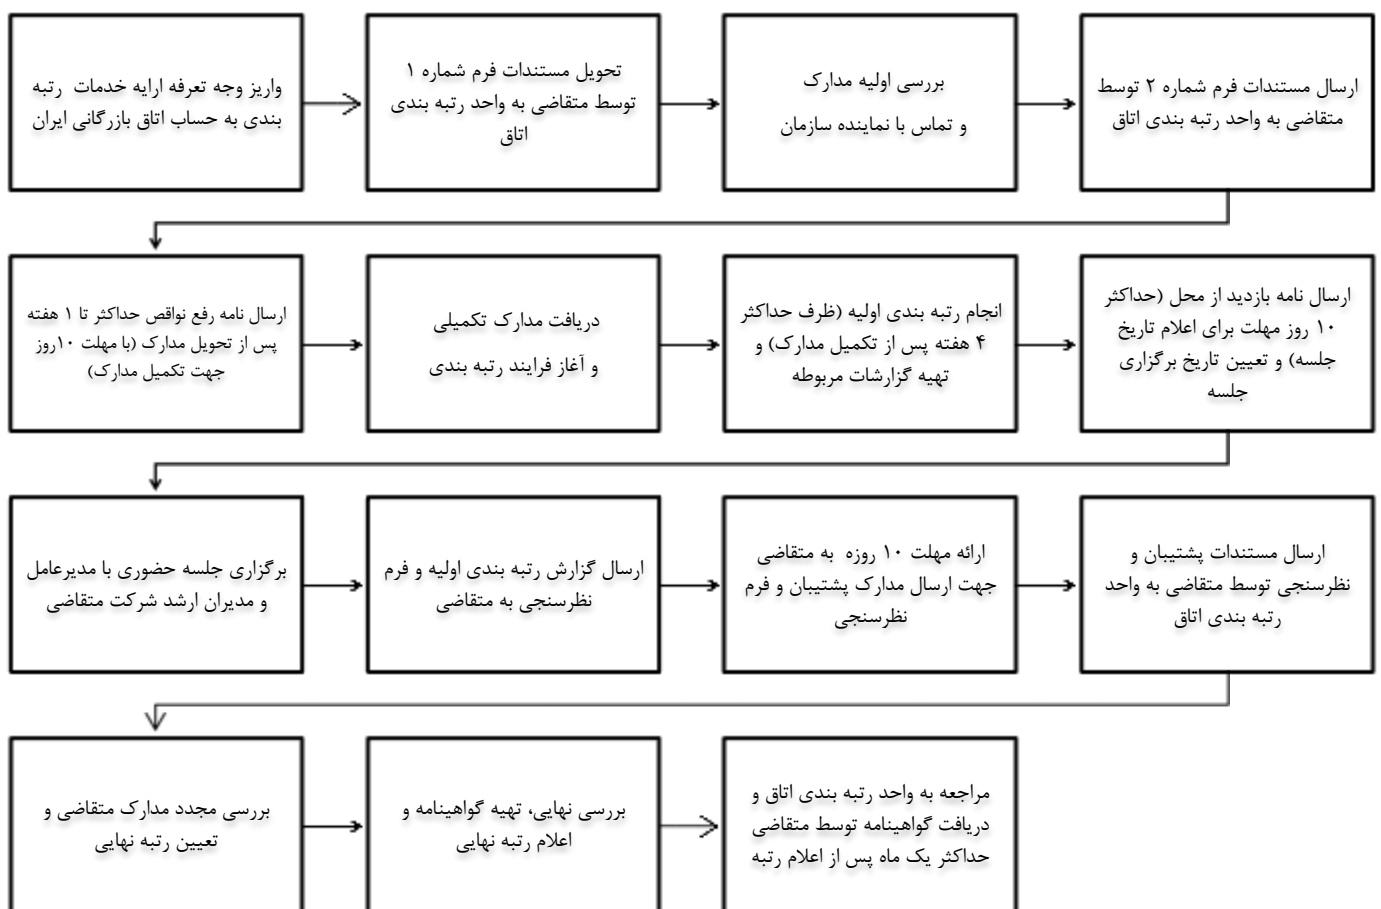 واریز وجه تعرفه ارایه خدمات رتبه
بندی به حساب اتاق بازرگانی ایران
تحویل مستندات فرم شماره ۱
توسط متقاضی به واحد رتبه بندی
اتاق
بررسی اولیه مدارک
و تماس با نماینده سازمان
ارسال مستندات فرم شماره ۲ توسط
متقاضی به واحد رتبه بندی اتاق
ارسال نامه رفع نواقص حداکثر تا ۱ هفته
پس از تحویل مدارک (با مهلت ۱۰روز
جهت تکمیل مدارک)
دریافت مدارک تکمیلی
و آغاز فرایند رتبه بندی
انجام رتبه بندی اولیه (ظرف حداکثر
۴ هفته پس از تکمیل مدارک) و
تهیه گزارشات مربوطه
ارسال نامه بازدید از محل (حداکثر
۱۰ روز مهلت برای اعلام تاریخ
جلسه) و تعیین تاریخ برگزاری
جلسه
برگزاری جلسه حضوری با مدیرعامل
و مدیران ارشد شرکت متقاضی
ارسال گزارش رتبه بندی اولیه و فرم
نظرسنجی به متقاضی
ارائه مهلت ۱۰ روزه به متقاضی
جهت ارسال مدارک پشتیبان و فرم
نظرسنجی
ارسال مستندات پشتیبان و
نظرسنجی توسط متقاضی به واحد
رتبه بندی اتاق
بررسی مجدد مدارک متقاضی و
تعیین رتبه نهایی
بررسی نهایی، تهیه گواهینامه و
اعلام رتبه نهایی
مراجعه به واحد رتبه بندی اتاق و
دریافت گواهینامه توسط متقاضی
حداکثر یک ماه پس از اعلام رتبه